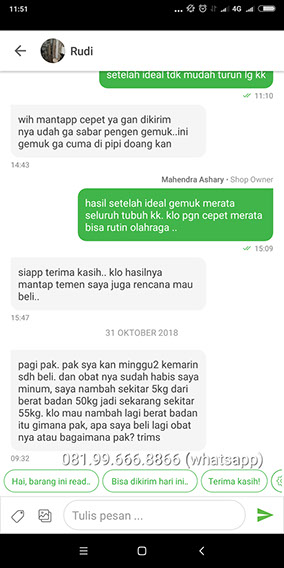 11:51
4G
Rudi
setelah ideal tdk mudah turun lg kk
11:10
wih mantapp cepet ya gan dikirim
nya udah ga sabar pengen gemuk..ini
gemuk ga cuma di pipi doang kan
14:43
Mahendra Ashary • Shop Owner
hasil setelah ideal gemuk merata
seluruh tubuh kk. klo pgn cepet merata
bisa rutin olahraga ..
15:09
siapp terima kasih.. klo hasilnya
mantap temen saya juga rencana mau
beli..
15:47
31 OKTOBER 2018
pagi pak. pak sya kan minggu2 kemarin
sdh beli. dan obat nya sudah habis saya
minum, saya nambah sekitar 5kg dari
berat badan 50kg jadi sekarang sekitar
55kg. klo mau nambah lagi berat badan
itu gimana pak, apa saya beli lagi obat
nya atau bagaimana pak? trims
09:32
081.99.666.8866 (whatsapp)
Hai, barang ini read..
Bisa dikirim hari ini..
Terima kasih!
Tulis pesan ...